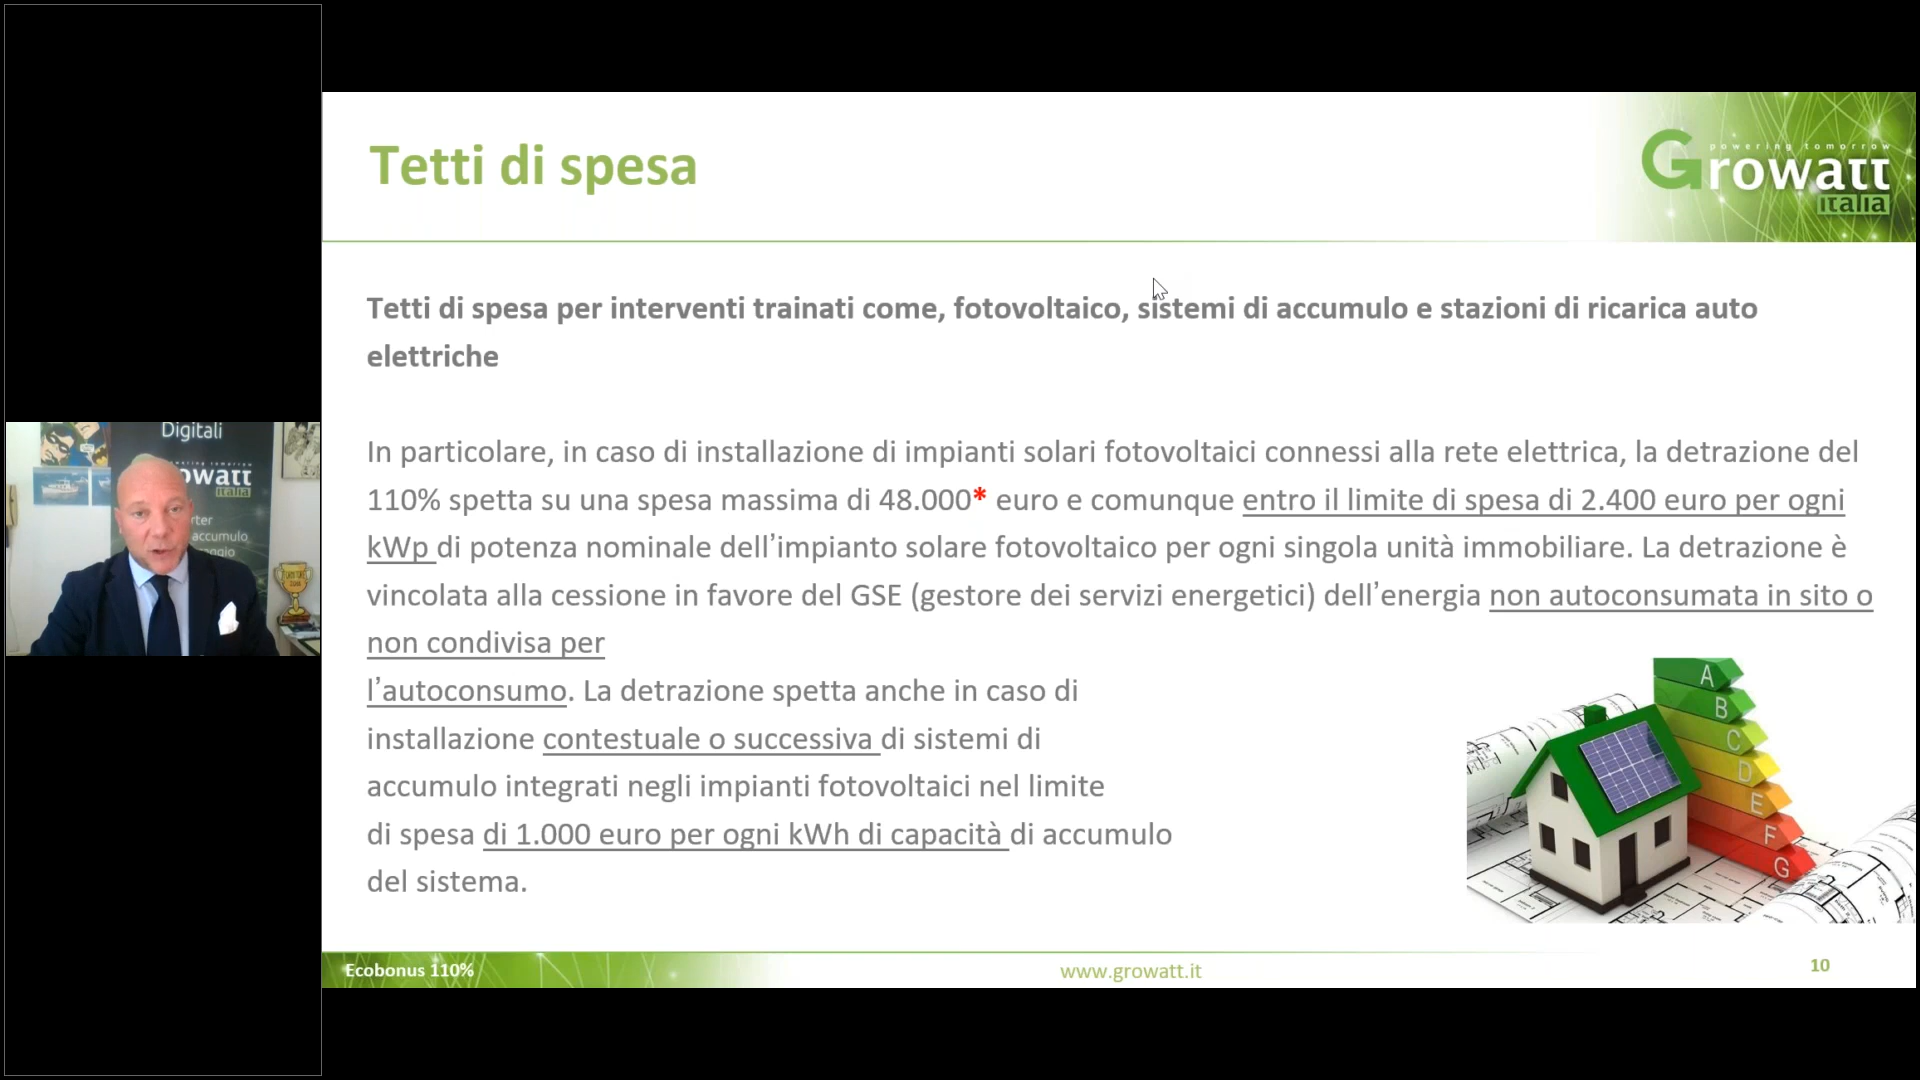 Tetti di spesa
powering tomorrow
Growatt
italia
Tetti di spesa per interventi trainati come, fotovoltaico, sistemi di accumulo e stazioni di ricarica auto
elettriche
In particolare, in caso di installazione di impianti solari fotovoltaici connessi alla rete elettrica, la detrazione del
110% spetta su una spesa massima di 48.000* euro e comunque entro il limite di spesa di 2.400 euro per ogni
kWp di potenza nominale dell’impianto solare fotovoltaico per ogni singola unità immobiliare. La detrazione è
vincolata alla cessione in favore del GSE (gestore dei servizi energetici) dell’energia non autoconsumata in sito o
non condivisa per
l’autoconsumo. La detrazione spetta anche in caso di
installazione contestuale o successiva di sistemi di
accumulo integrati negli impianti fotovoltaici nel limite
di spesa di 1.000 euro per ogni kWh di capacità di accumulo
del sistema.
A
B
C
D
E
F
G
Ecobonus 110%
www.growatt.it
10
Digitali
owatt
italia
rter
accumulo